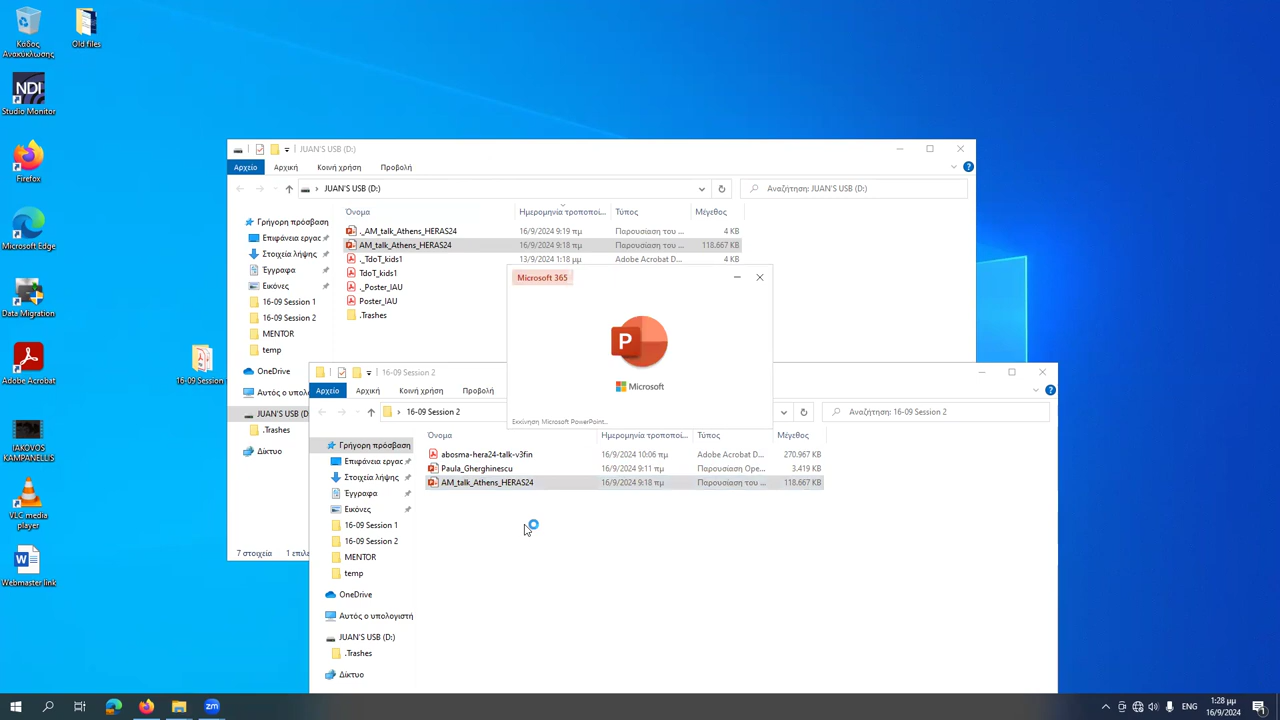 Κάδος
Ανακύκλωσης
Old files
NDI
Studio Monitor
Firefox
Microsoft Edge
Data Migration
Adobe Acrobat
16-09 Session
IAKOVOS
KAMPANELLIS
VLC media
player
Webmaster link
JUAN'S USB (D:)
Αρχείο Αρχική Κοινή χρήση Προβολή
JUAN'S USB (D:) Αναζήτηση: JUAN'S USB (D:)
Όνομα Ημερομηνία τροποποί... Τύπος Μέγεθος
Γρήγορη πρόσβαση
Επιφάνεια εργας
Στοιχεία λήψης
Έγγραφα
Εικόνες
16-09 Session 1
16-09 Session 2
MENTOR
temp
OneDrive
Αυτός ο υπολο
JUAN'S USB (D:
.Trashes
Δίκτυο
._AM_talk_Athens_HERAS24 16/9/2024 9:19 πμ Παρουσίαση του ... 4 KB
AM_talk_Athens_HERAS24 16/9/2024 9:18 πμ Παρουσίαση του ... 118.667 KB
._TdoT_kids1 13/9/2024 1:18 μμ Adobe Acrobat D... 4 KB
TdoT_kids1
._Poster_IAU
Poster_IAU
.Trashes
7 στοιχεία 1 επιλε
Microsoft 365
P
Microsoft
Εκκίνηση Microsoft PowerPoint...
16-09 Session 2
Αρχείο Αρχική Κοινή χρήση Προβολή
16-09 Session 2 Αναζήτηση: 16-09 Session 2
Όνομα Ημερομηνία τροποποί... Τύπος Μέγεθος
Γρήγορη πρόσβαση
Επιφάνεια εργας
Στοιχεία λήψης
Έγγραφα
Εικόνες
16-09 Session 1
16-09 Session 2
MENTOR
temp
OneDrive
Αυτός ο υπολογιστή
JUAN'S USB (D:)
.Trashes
Δίκτυο
abosma-hera24-talk-v3fin 16/9/2024 10:06 πμ Adobe Acrobat D... 270.967 KB
Paula_Gherghinescu 16/9/2024 9:11 πμ Παρουσίαση Ope... 3.419 KB
AM_talk_Athens_HERAS24 16/9/2024 9:18 πμ Παρουσίαση του ... 118.667 KB
zm
ENG
1:28 μμ
16/9/2024